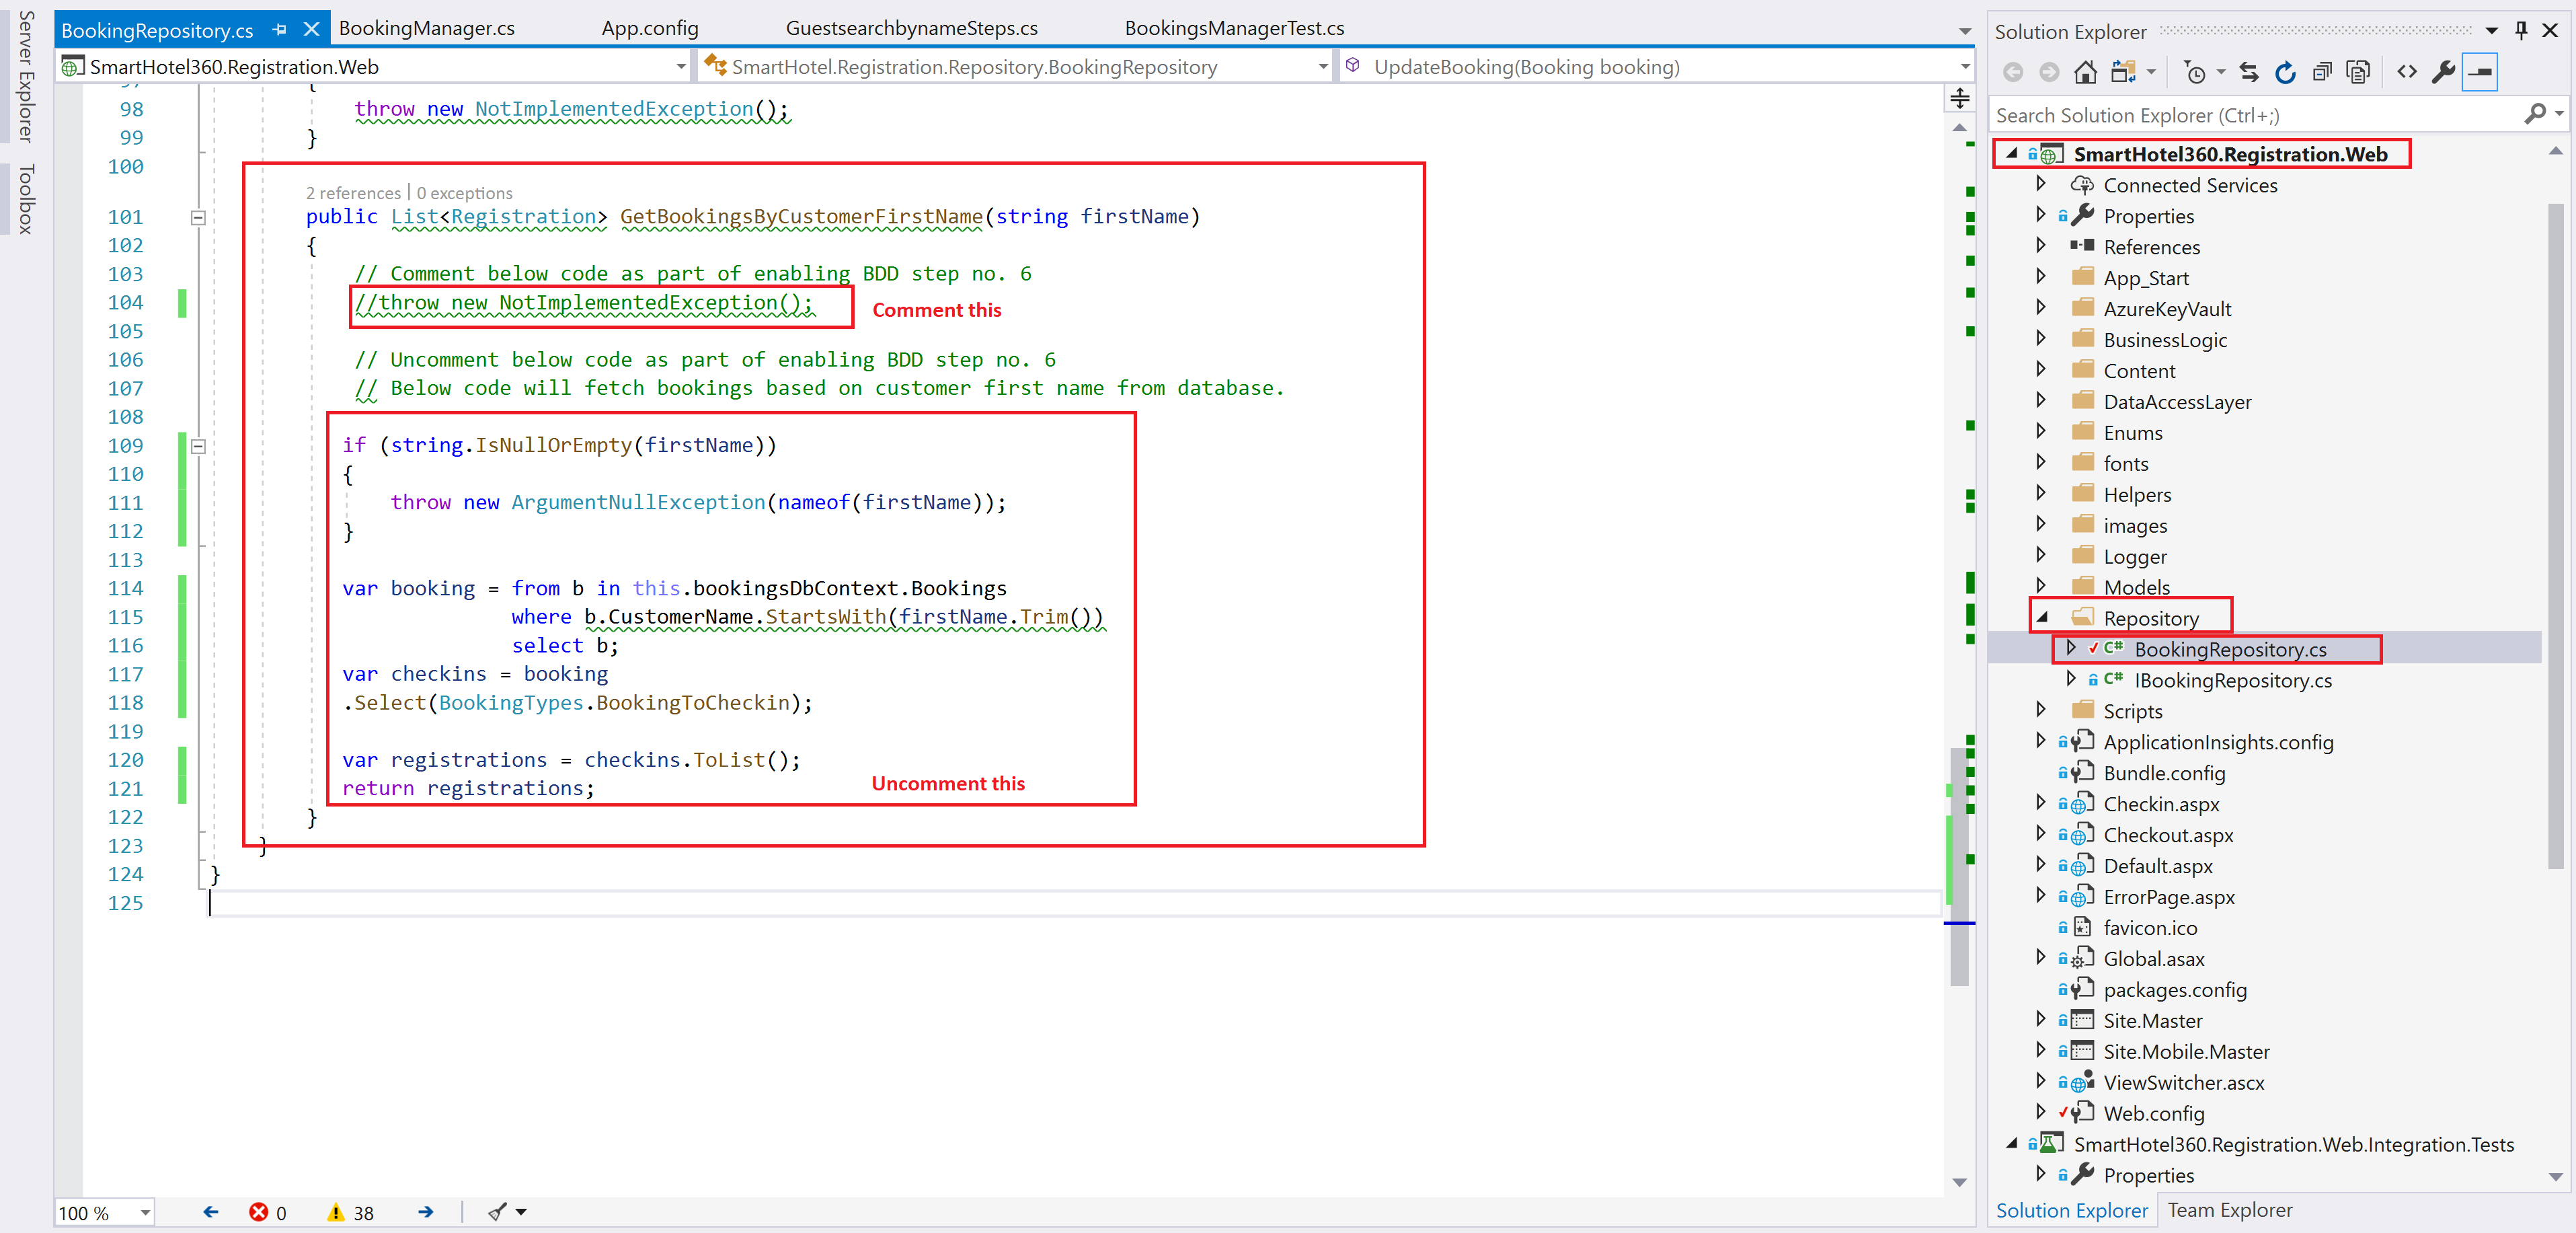 Server Explorer
Toolbox
BookingRepository.cs
BookingManager.cs
App.config
GuestsearchbynameSteps.cs
BookingsManagerTest.cs
SmartHotel360.Registration.Web
SmartHotel.Registration.Repository.BookingRepository
UpdateBooking(Booking booking)
98 throw new NotImplementedException();
99 }
100
2 references | 0 exceptions
101 public List<Registration> GetBookingsByCustomerFirstName(string firstName)
102 {
103 // Comment below code as part of enabling BDD step no. 6
104 //throw new NotImplementedException(); Comment this
105
106 // Uncomment below code as part of enabling BDD step no. 6
107 // Below code will fetch bookings based on customer first name from database.
108
109 if (string.IsNullOrEmpty(firstName))
110 {
111 throw new ArgumentNullException(nameof(firstName));
112 }
113
114 var booking = from b in this.bookingsDbContext.Bookings
115 where b.CustomerName.StartsWith(firstName.Trim())
116 select b;
117 var checkins = booking
118 .Select(BookingTypes.BookingToCheckin);
119
120 var registrations = checkins.ToList();
121 return registrations; Uncomment this
122 }
123 }
124 }
125
100 %
0
38
Solution Explorer
Search Solution Explorer (Ctrl+;)
SmartHotel360.Registration.Web
Connected Services
Properties
References
App_Start
AzureKeyVault
BusinessLogic
Content
DataAccessLayer
Enums
fonts
Helpers
images
Logger
Models
Repository
C# BookingRepository.cs
C# IBookingRepository.cs
Scripts
ApplicationInsights.config
Bundle.config
Checkin.aspx
Checkout.aspx
Default.aspx
ErrorPage.aspx
favicon.ico
Global.asax
packages.config
Site.Master
Site.Mobile.Master
ViewSwitcher.ascx
Web.config
SmartHotel360.Registration.Web.Integration.Tests
Properties
Solution Explorer
Team Explorer